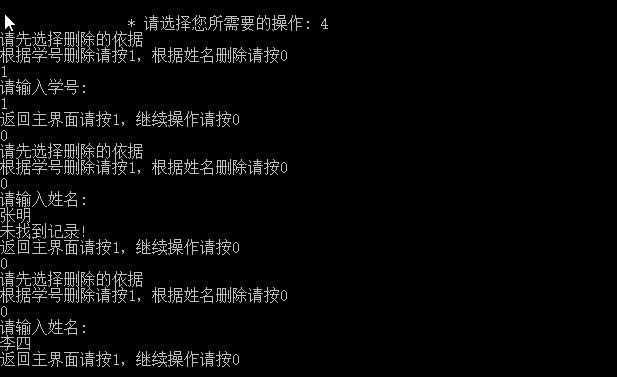 * 请选择您所需要的操作: 4
请先选择删除的依据
根据学号删除请按1, 根据姓名删除请按0
1
请输入学号:
1
返回主界面请按1, 继续操作请按0
0
请先选择删除的依据
根据学号删除请按1, 根据姓名删除请按0
0
请输入姓名:
张明
未找到记录!
返回主界面请按1, 继续操作请按0
0
请先选择删除的依据
根据学号删除请按1, 根据姓名删除请按0
0
请输入姓名:
李四
返回主界面请按1, 继续操作请按0